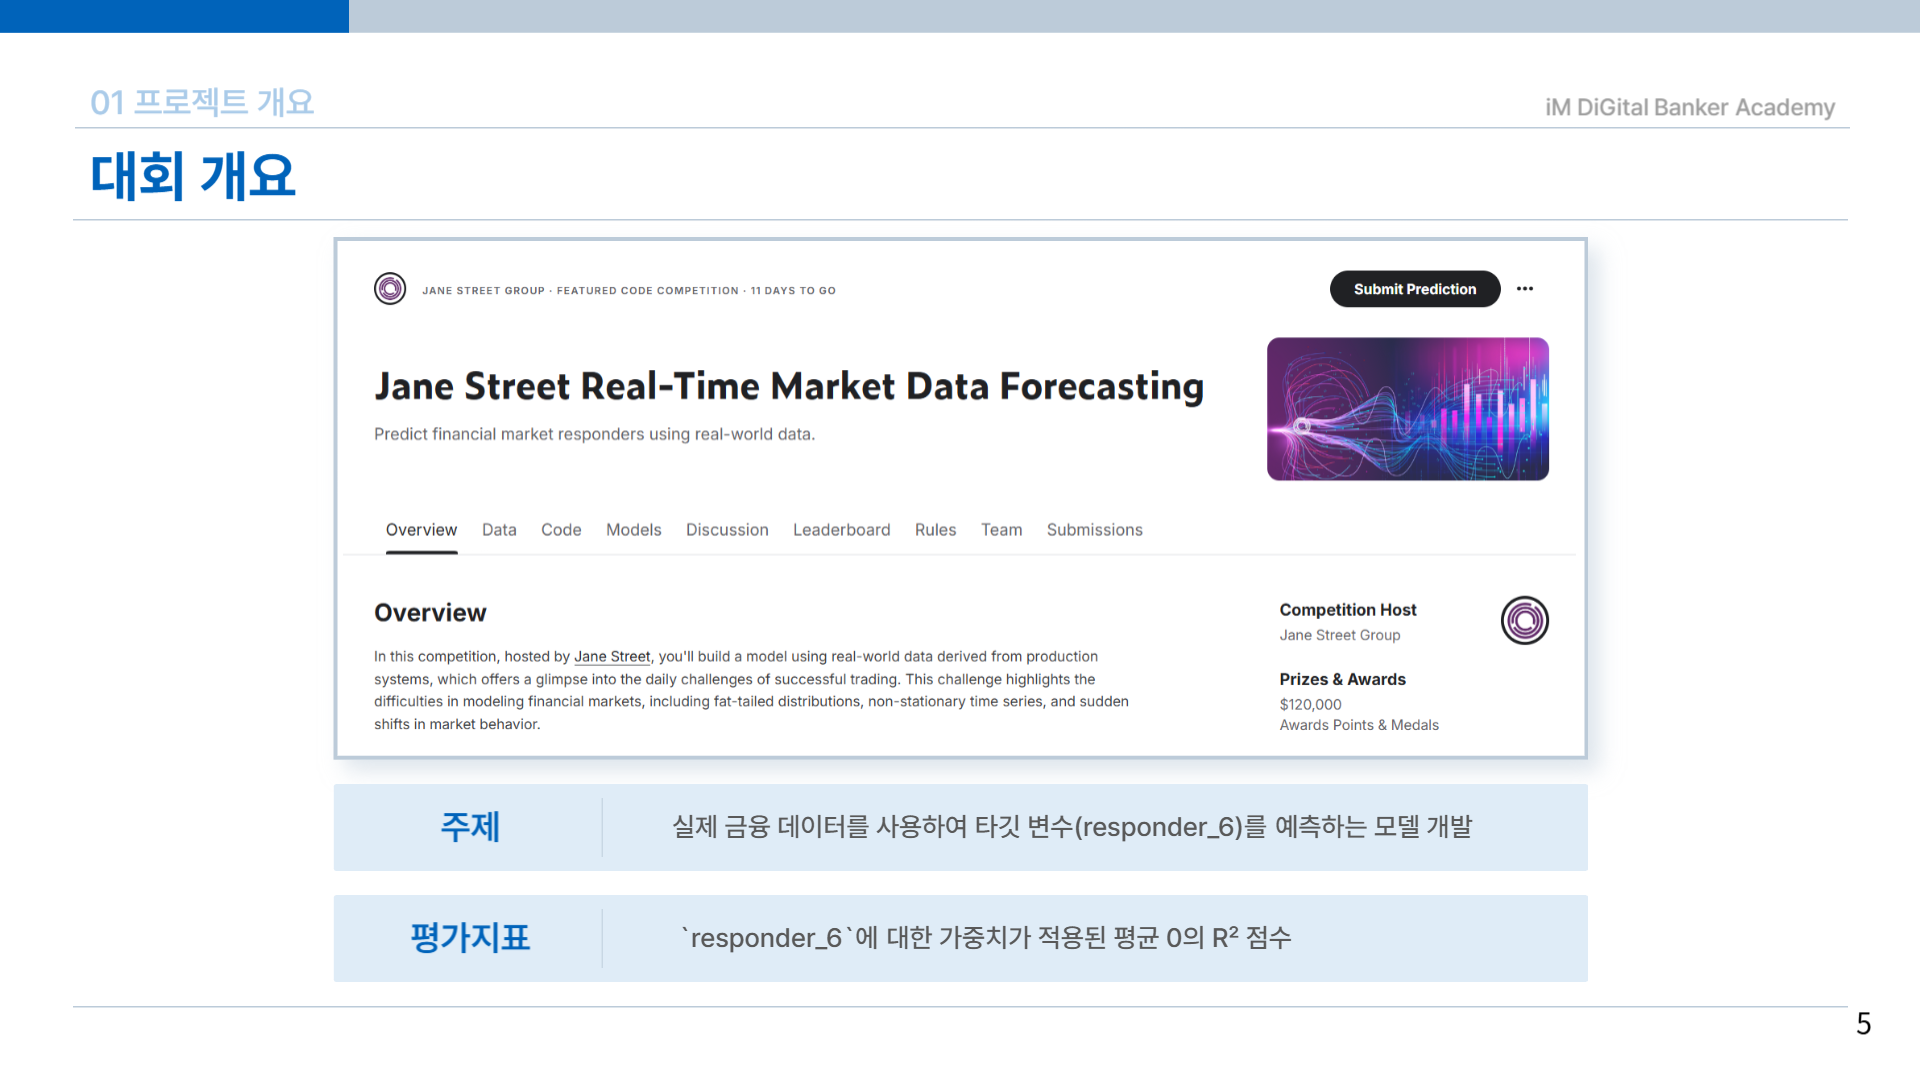 01 프로젝트 개요
iM DiGital Banker Academy
대회 개요
JANE STREET GROUP · FEATURED CODE COMPETITION · 11 DAYS TO GO
Submit Prediction
Jane Street Real-Time Market Data Forecasting
Predict financial market responders using real-world data.
Overview Data Code Models Discussion Leaderboard Rules Team Submissions
Overview
In this competition, hosted by Jane Street, you'll build a model using real-world data derived from production
systems, which offers a glimpse into the daily challenges of successful trading. This challenge highlights the
difficulties in modeling financial markets, including fat-tailed distributions, non-stationary time series, and sudden
shifts in market behavior.
Competition Host
Jane Street Group
Prizes & Awards
$120,000
Awards Points & Medals
주제
실제 금융 데이터를 사용하여 타깃 변수(responder_6)를 예측하는 모델 개발
평가지표
`responder_6`에 대한 가중치가 적용된 평균 0의 R² 점수
5